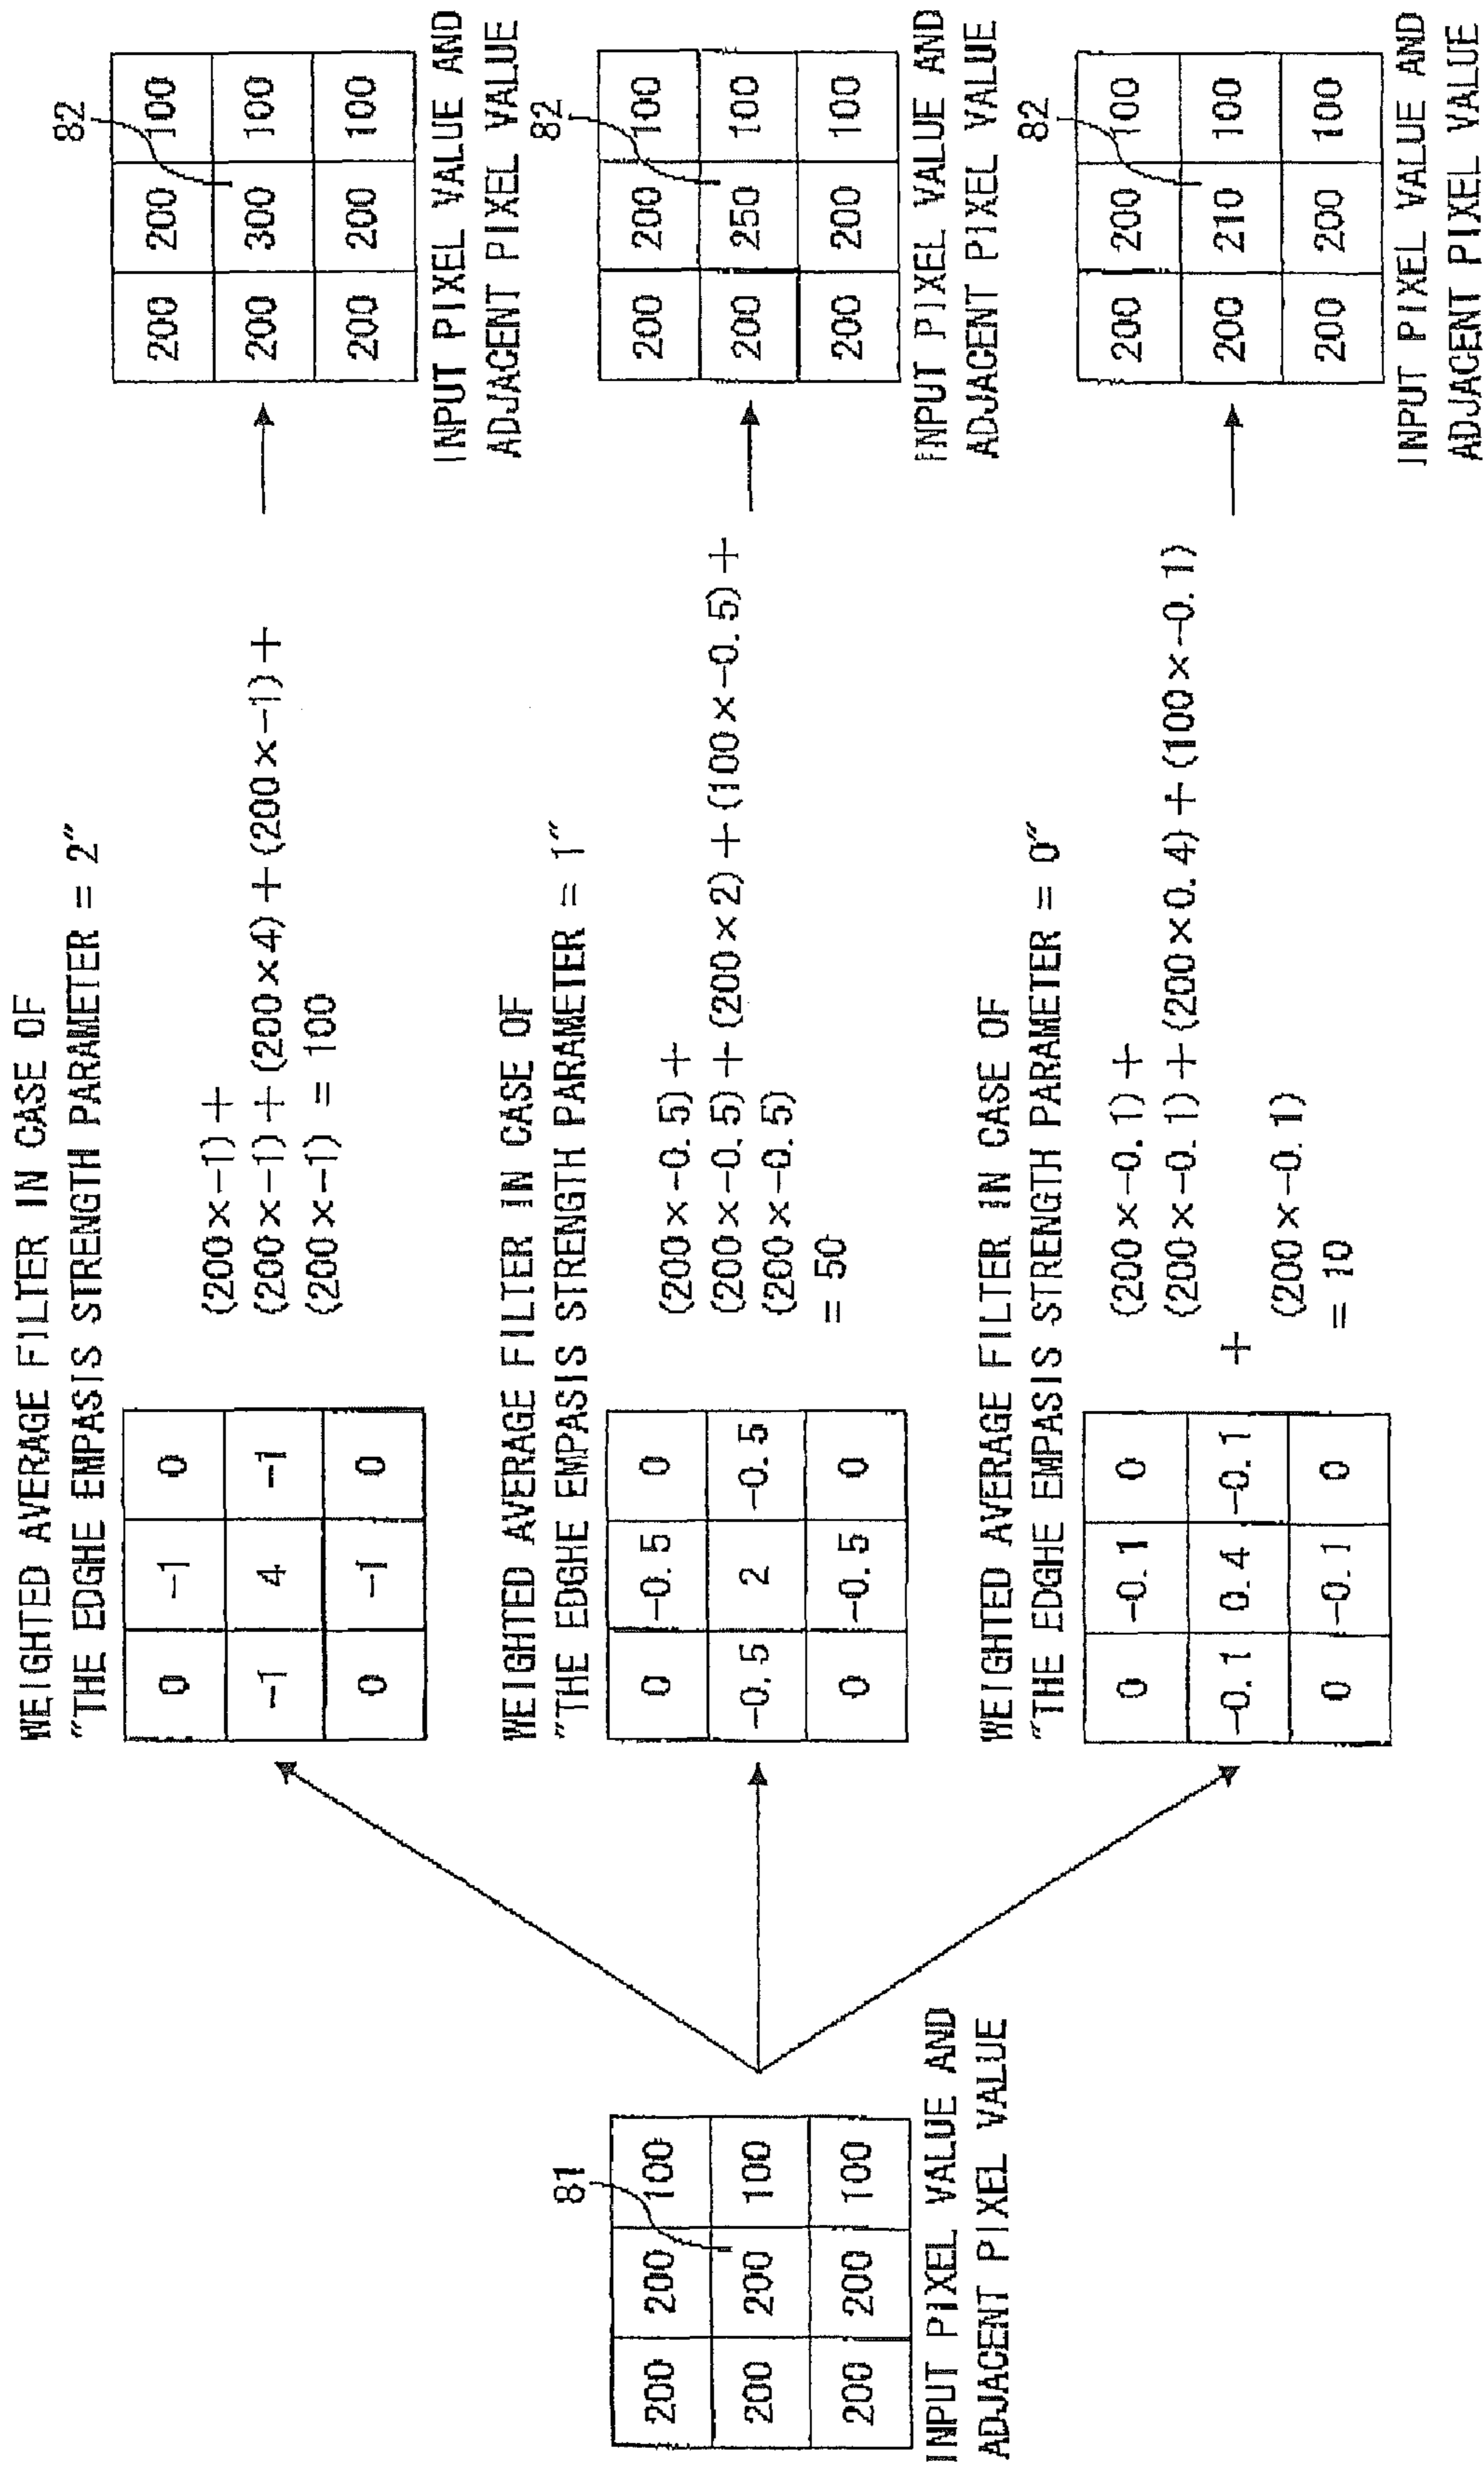 81
200 200 100
200 200 100
200 200 100
INPUT PIXEL VALUE AND
ADJACENT PIXEL VALUE
WEIGHTED AVERAGE FILTER IN CASE OF
"THE EDGHE EMPASIS STRENGTH PARAMETER = 2"
0 -1 0
-1 4 -1
0 -1 0
(200×-1)+
(200×-1)+(200×4)+(200×-1)+
(200×-1) = 100
82
200 200 100
200 300 100
200 200 100
INPUT PIXEL VALUE AND
ADJACENT PIXEL VALUE
WEIGHTED AVERAGE FILTER IN CASE OF
"THE EDGHE EMPASIS STRENGTH PARAMETER = 1"
0 -0.5 0
-0.5 2 -0.5
0 -0.5 0
(200×-0.5)+
(200×-0.5)+(200×2)+(100×-0.5)+
(200×-0.5)
= 50
82
200 200 100
200 250 100
200 200 100
INPUT PIXEL VALUE AND
ADJACENT PIXEL VALUE
WEIGHTED AVERAGE FILTER IN CASE OF
"THE EDGHE EMPASIS STRENGTH PARAMETER = 0"
0 -0.1 0
-0.1 0.4 -0.1
0 -0.1 0
(200×-0.1)+
(200×-0.1)+(200×0.4)+(100×-0.1)
+
(200×-0.1)
= 10
82
200 200 100
200 210 100
200 200 100
INPUT PIXEL VALUE AND
ADJACENT PIXEL VALUE